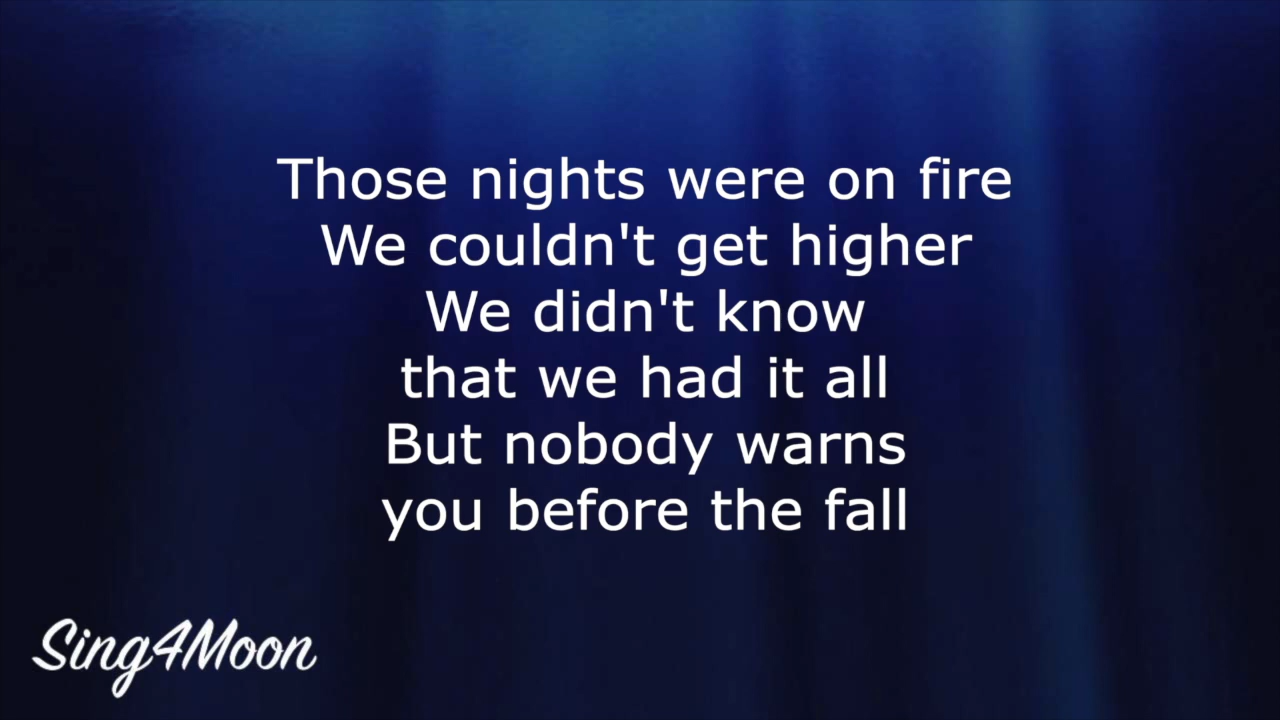 Those nights were on fire
We couldn't get higher
We didn't know
that we had it all
But nobody warns
you before the fall
Sing4Moon